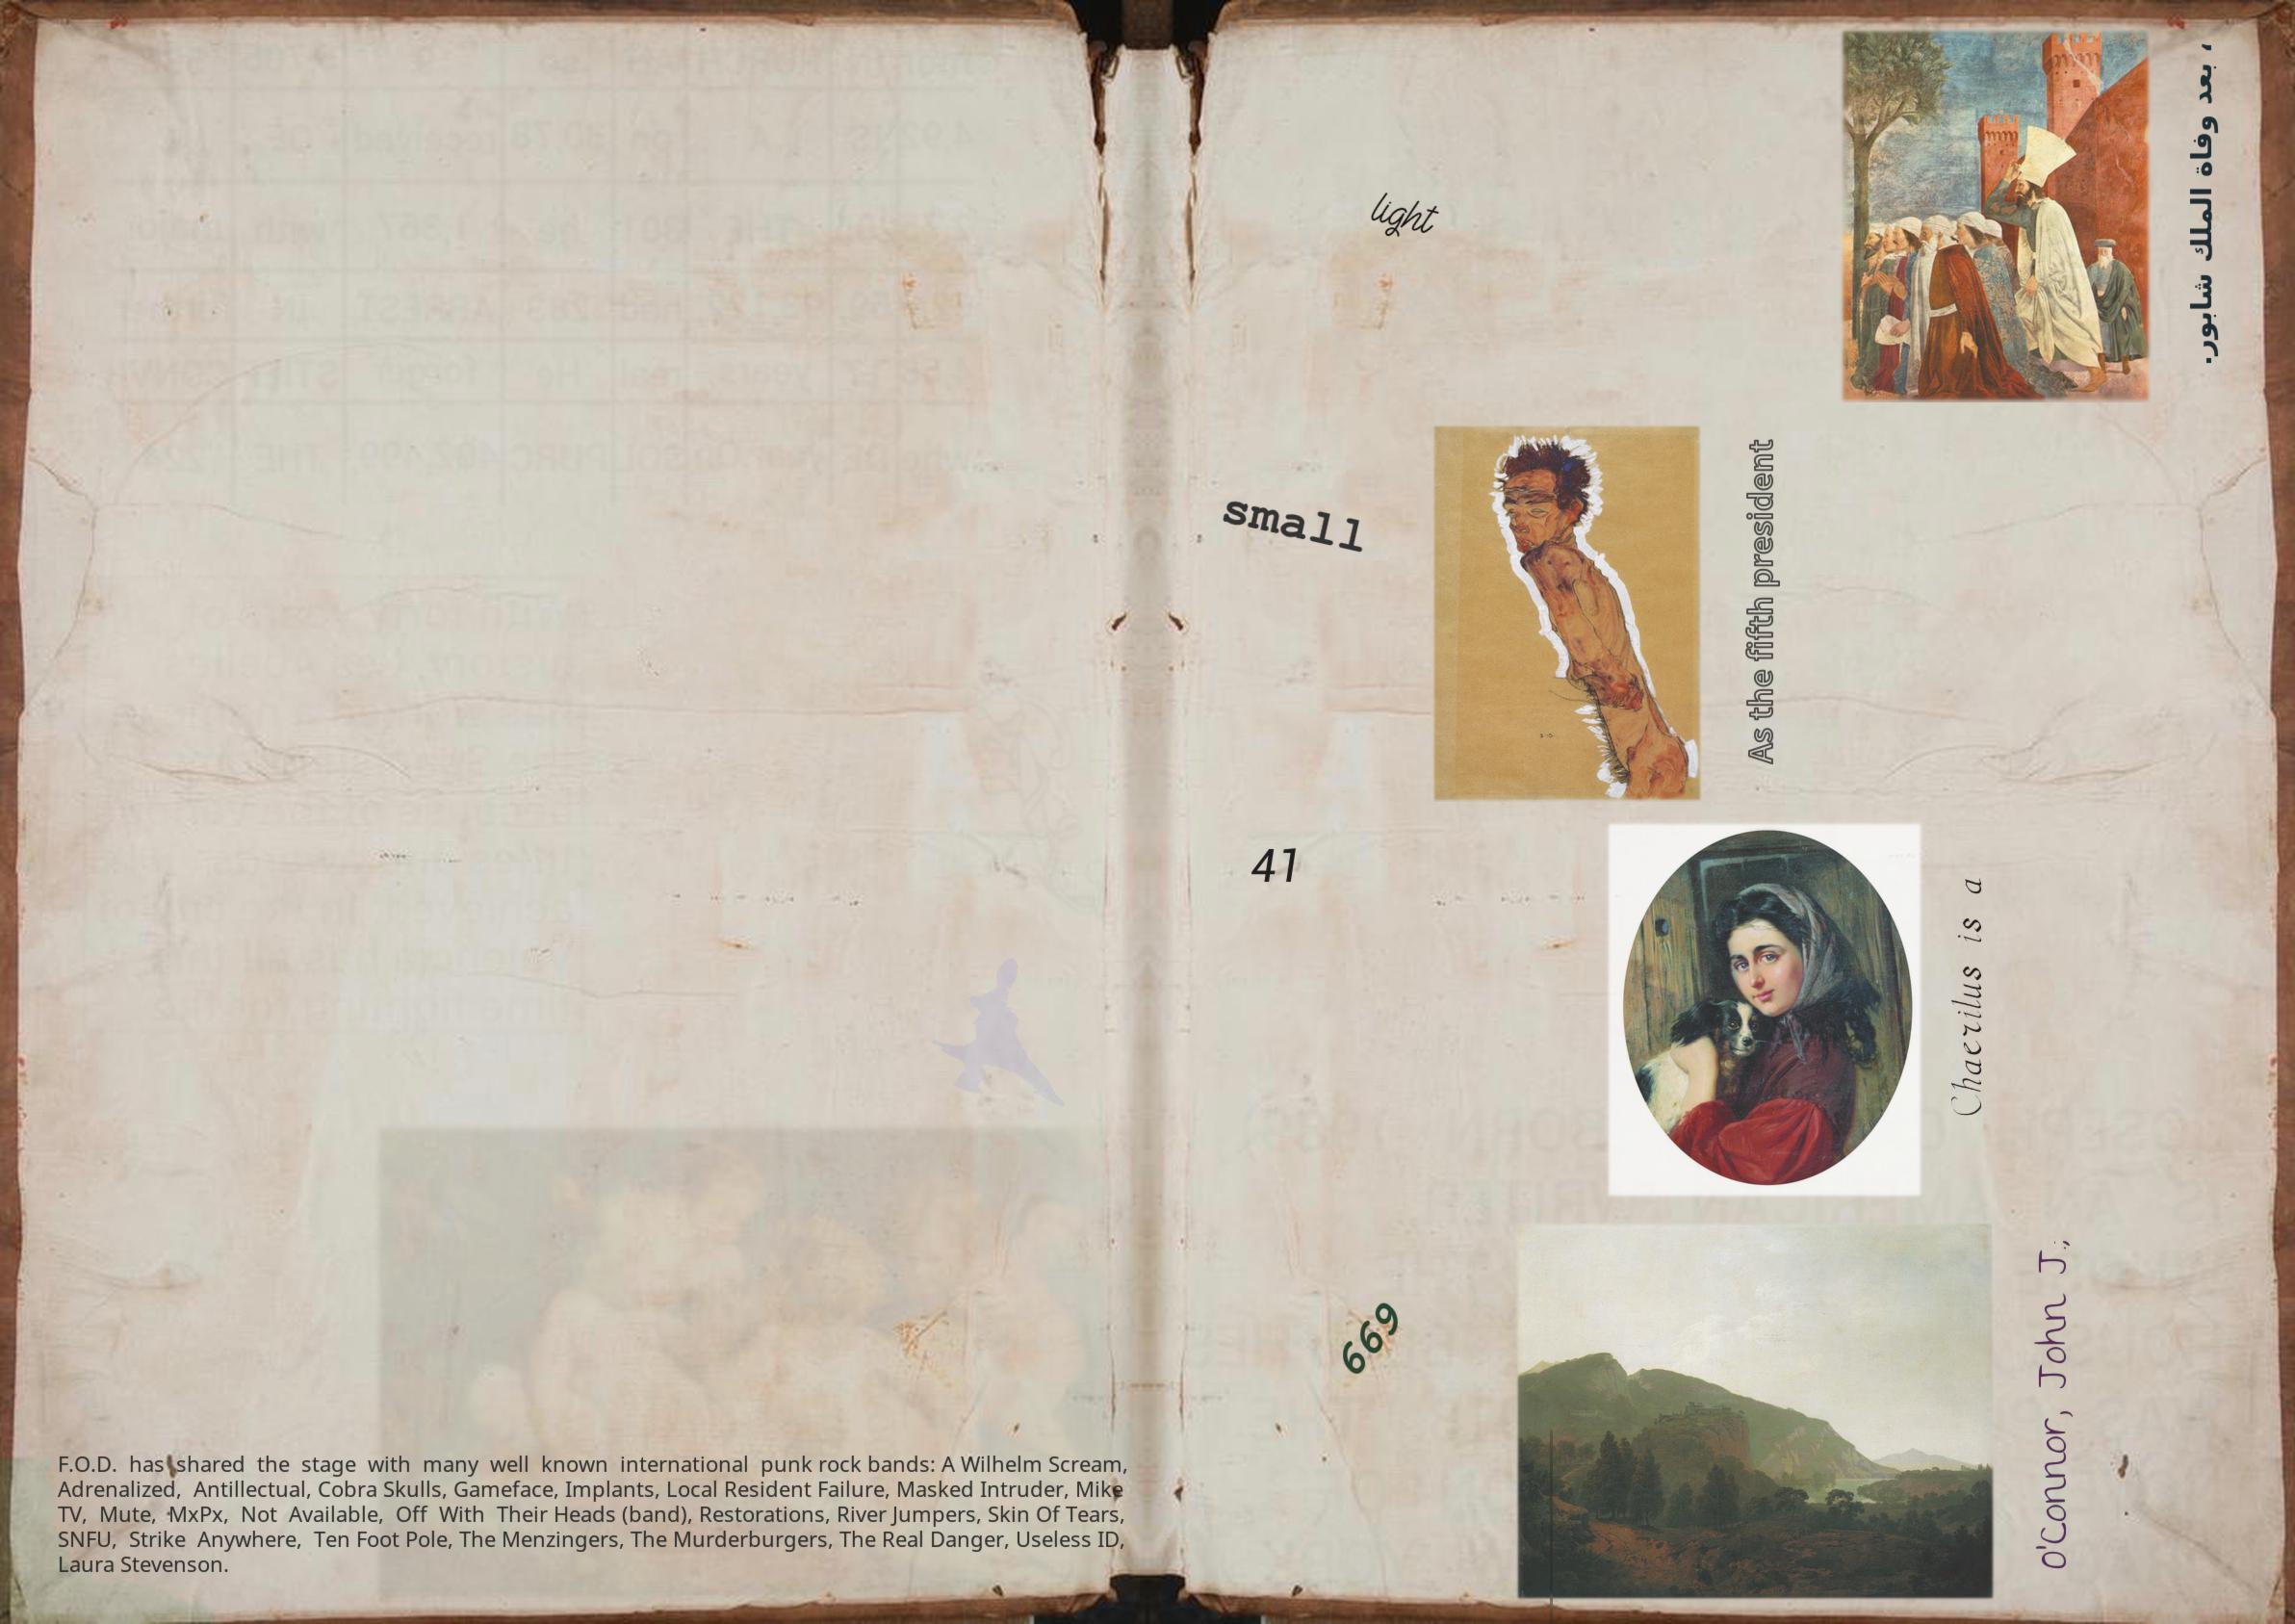 F.O.D. has shared the stage with many well known international punk rock bands: A Wilhelm Scream,
Adrenalized, Antillectual, Cobra Skulls, Gameface, Implants, Local Resident Failure, Masked Intruder, Mike
TV, Mute, MxPx, Not Available, Off With Their Heads (band), Restorations, River Jumpers, Skin Of Tears,
SNFU, Strike Anywhere, Ten Foot Pole, The Menzingers, The Murderburgers, The Real Danger, Useless ID,
Laura Stevenson.
light
small
41
669
، بعد وفاة الملك شابور.
As the fifth president
Chaerilus is a
O'Connor, John J.,